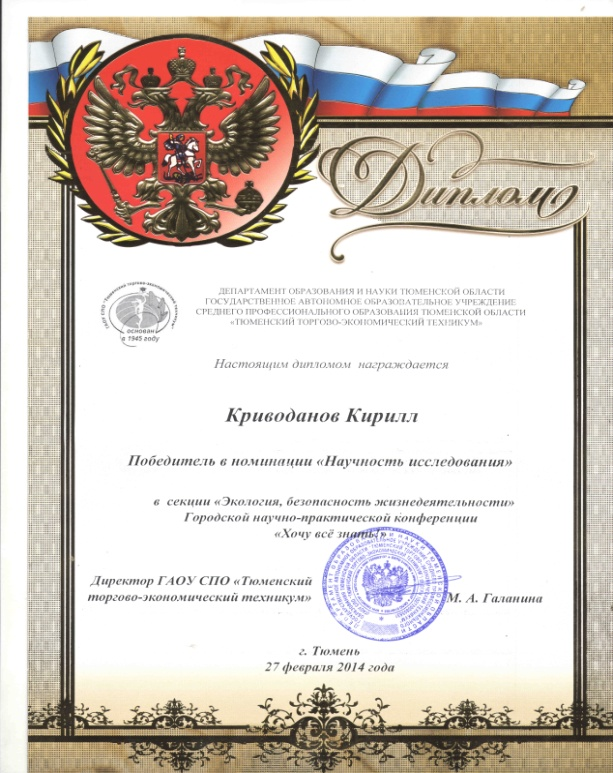 Диплом
ДЕПАРТАМЕНТ ОБРАЗОВАНИЯ И НАУКИ ТЮМЕНСКОЙ ОБЛАСТИ
ГОСУДАРСТВЕННОЕ АВТОНОМНОЕ ОБРАЗОВАТЕЛЬНОЕ УЧРЕЖДЕНИЕ
СРЕДНЕГО ПРОФЕССИОНАЛЬНОГО ОБРАЗОВАНИЯ ТЮМЕНСКОЙ ОБЛАСТИ
«ТЮМЕНСКИЙ ТОРГОВО-ЭКОНОМИЧЕСКИЙ ТЕХНИКУМ»
основан
в 1945 году
Настоящим дипломом награждается
Криводанов Кирилл
Победитель в номинации «Научность исследования»
в секции «Экология, безопасность жизнедеятельности»
Городской научно-практической конференции
«Хочу всё знать!»
Директор ГАОУ СПО «Тюменский
торгово-экономический техникум»
М. А. Галанина
г. Тюмень
27 февраля 2014 года